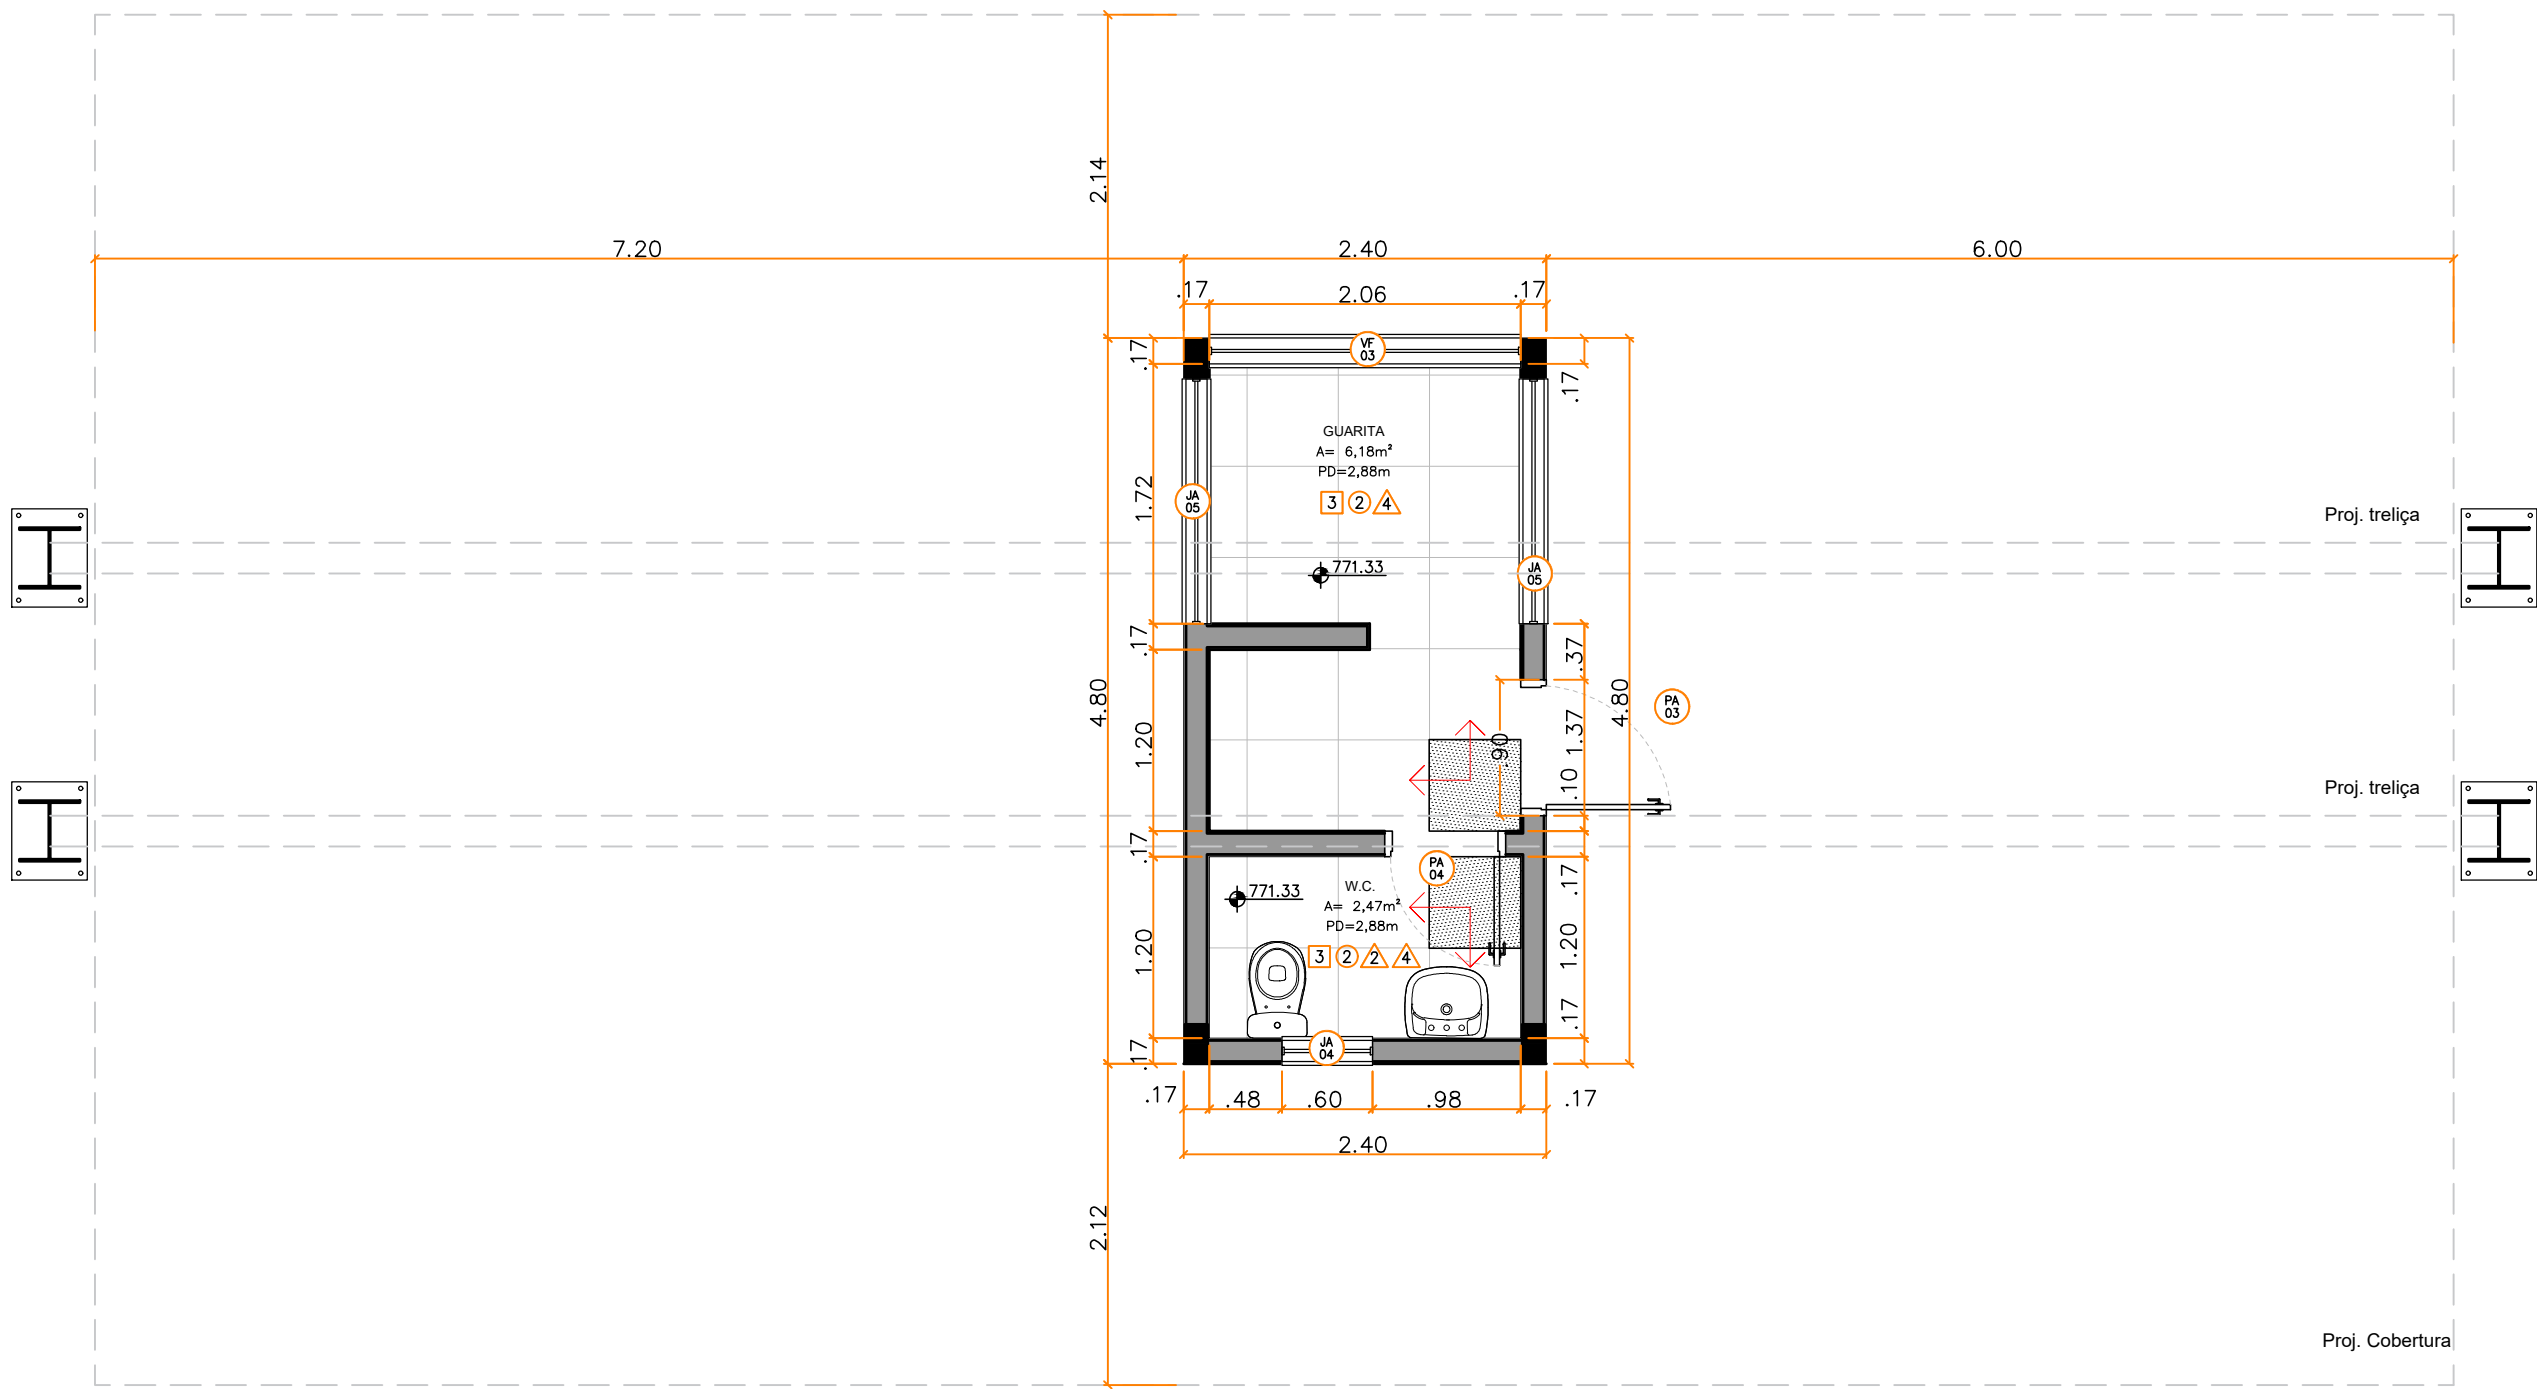 2.14
7.20
2.40
6.00
.17
2.06
.17
.17
VF
03
.17
GUARITA
A= 6,18m²
PD=2,88m
3 2 4
1.72
JA
05
Proj. treliça
771.33
JA
05
.17
.37
4.80
4.80
PA
03
1.20
.90
1.37
.10
Proj. treliça
.17
PA
04
.17
771.33
W.C.
A= 2,47m²
PD=2,88m
3 2 2 4
1.20
1.20
.17
.17
JA
04
.17
.48
.60
.98
.17
2.40
2.12
Proj. Cobertura